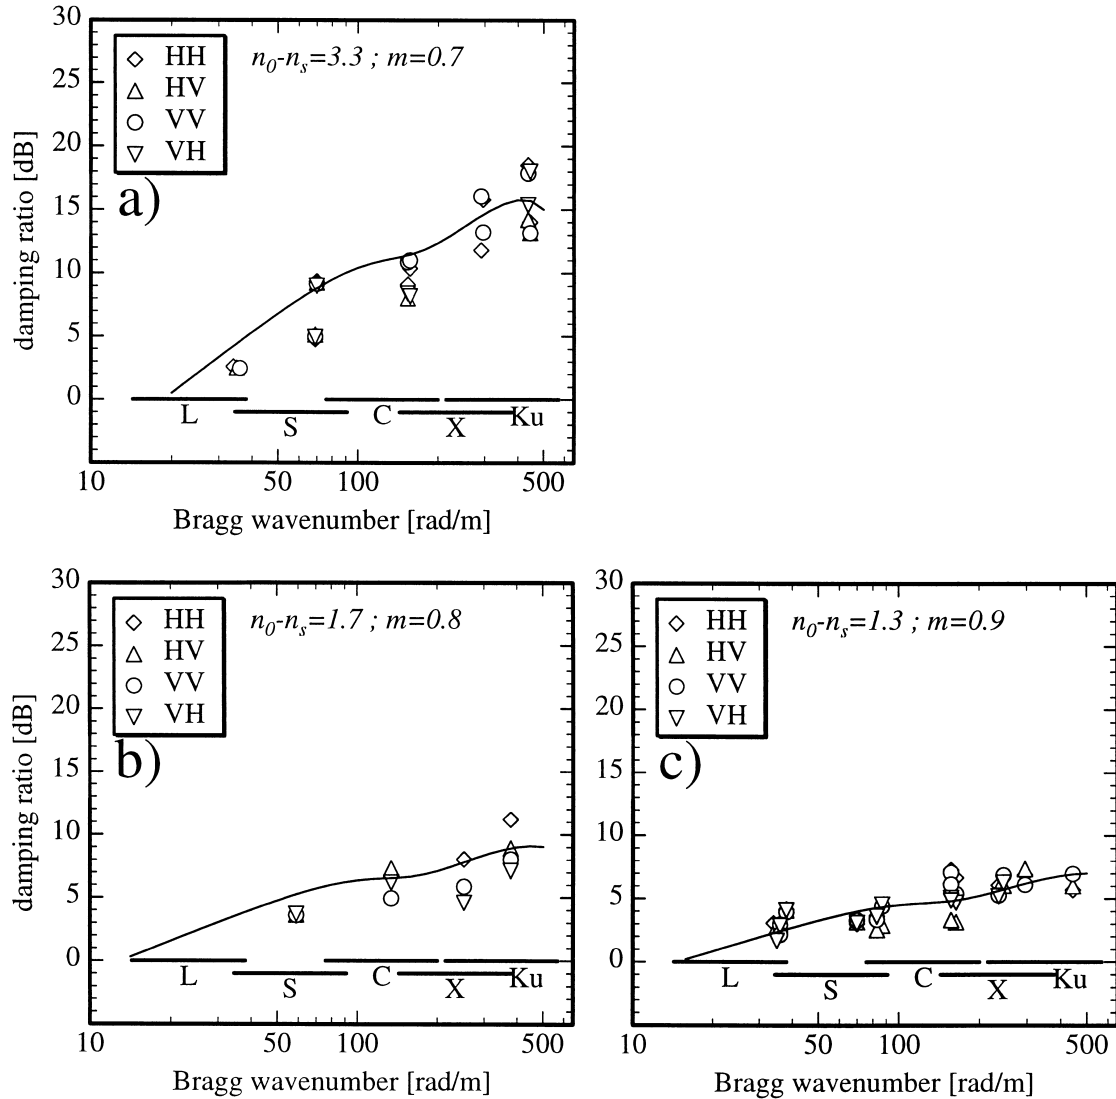 30
25
20
15
10
5
0
damping ratio [dB]
HH
HV
VV
VH
n0-ns=3.3 ; m=0.7
a)
L
S
C
X
Ku
10
50
100
500
Bragg wavenumber [rad/m]
30
25
20
15
10
5
0
damping ratio [dB]
HH
HV
VV
VH
n0-ns=1.7 ; m=0.8
b)
L
S
C
X
Ku
10
50
100
500
Bragg wavenumber [rad/m]
30
25
20
15
10
5
0
HH
HV
VV
VH
n0-ns=1.3 ; m=0.9
c)
L
S
C
X
Ku
10
50
100
500
Bragg wavenumber [rad/m]